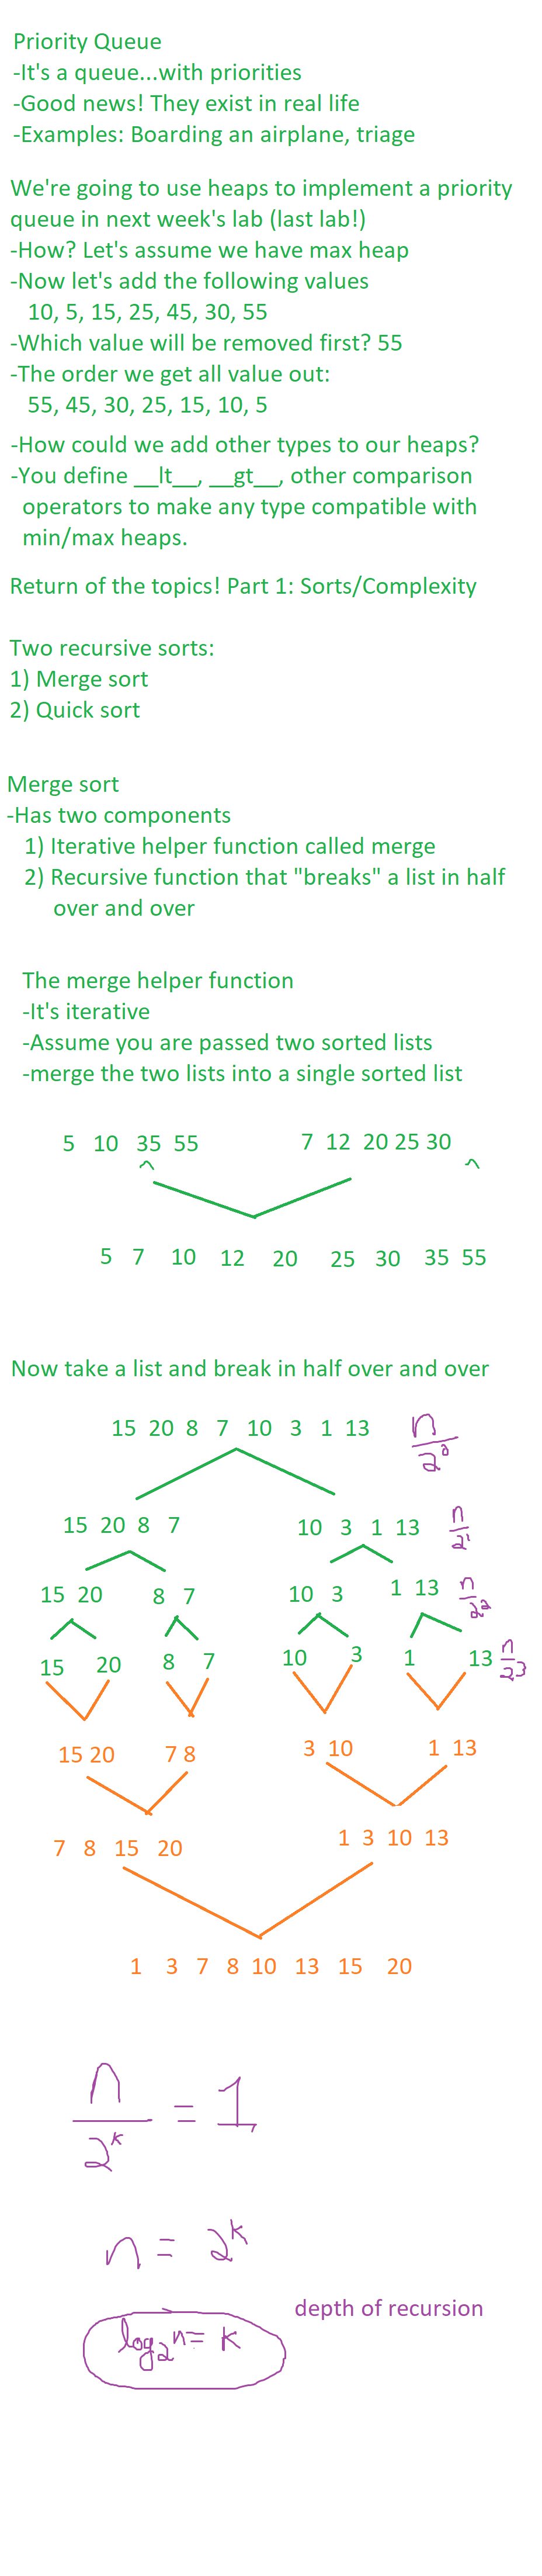 Priority Queue
-It's a queue...with priorities
-Good news! They exist in real life
-Examples: Boarding an airplane, triage
We're going to use heaps to implement a priority
queue in next week's lab (last lab!)
-How? Let's assume we have max heap
-Now let's add the following values
10, 5, 15, 25, 45, 30, 55
-Which value will be removed first? 55
-The order we get all value out:
55, 45, 30, 25, 15, 10, 5
-How could we add other types to our heaps?
-You define __lt__, __gt__, other comparison
operators to make any type compatible with
min/max heaps.
Return of the topics! Part 1: Sorts/Complexity
Two recursive sorts:
1) Merge sort
2) Quick sort
Merge sort
-Has two components
1) Iterative helper function called merge
2) Recursive function that "breaks" a list in half
over and over
The merge helper function
-It's iterative
-Assume you are passed two sorted lists
-merge the two lists into a single sorted list
5 10 35 55 7 12 20 25 30
^ ^
5 7 10 12 20 25 30 35 55
Now take a list and break in half over and over
15 20 8 7 10 3 1 13 n/2^0
15 20 8 7 10 3 1 13 n/2^1
15 20 8 7 10 3 1 13 n/2^2
15 20 8 7 10 3 1 13 n/2^3
15 20 7 8 3 10 1 13
7 8 15 20 1 3 10 13
1 3 7 8 10 13 15 20
n/2^k = 1
n = 2^k
depth of recursion
log₂n = k